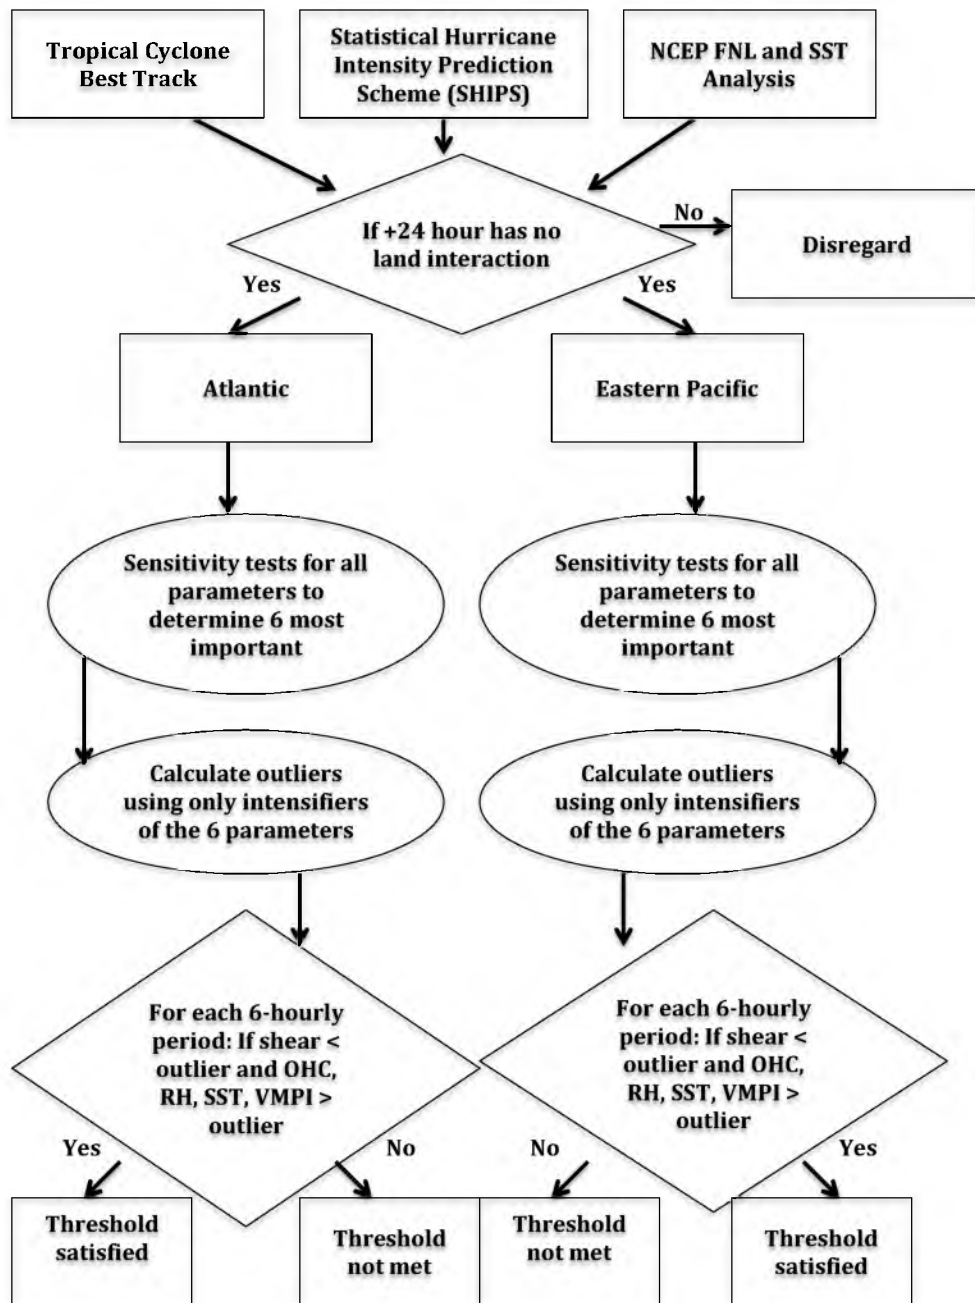 Tropical Cyclone
Best Track
Statistical Hurricane
Intensity Prediction
Scheme (SHIPS)
NCEP FNL and SST
Analysis
If +24 hour has no
land interaction
No
Disregard
Yes
Yes
Atlantic
Eastern Pacific
Sensitivity tests for all
parameters to
determine 6 most
important
Sensitivity tests for all
parameters to
determine 6 most
important
Calculate outliers
using only intensifiers
of the 6 parameters
Calculate outliers
using only intensifiers
of the 6 parameters
For each 6-hourly
period: If shear <
outlier and OHC,
RH, SST, VMPI >
outlier
For each 6-hourly
period: If shear <
outlier and OHC,
RH, SST, VMPI >
outlier
Yes
No
No
Yes
Threshold
satisfied
Threshold
not met
Threshold
not met
Threshold
satisfied